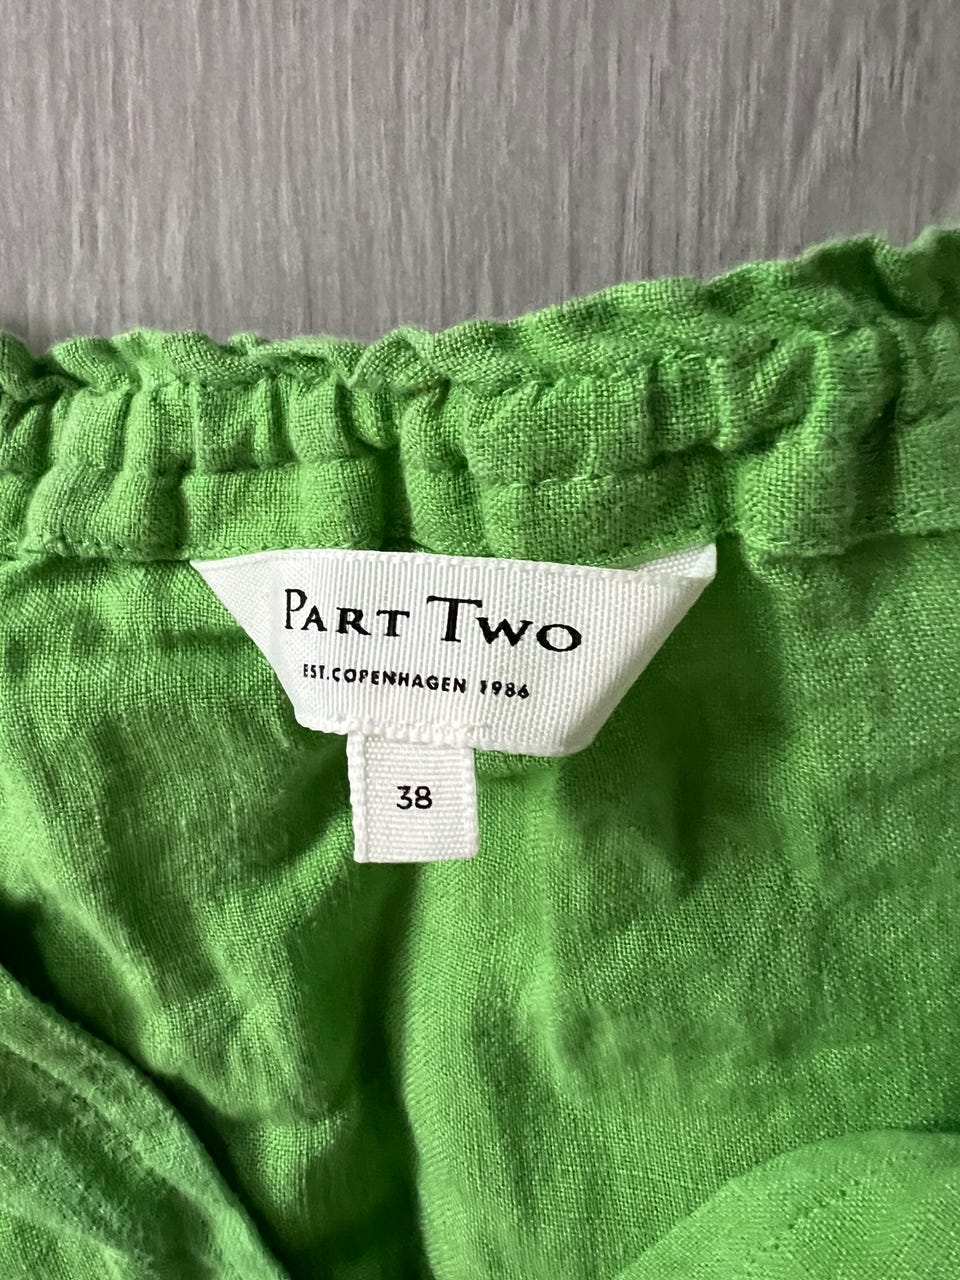 PART TWO
EST. COPENHAGEN 1986
38